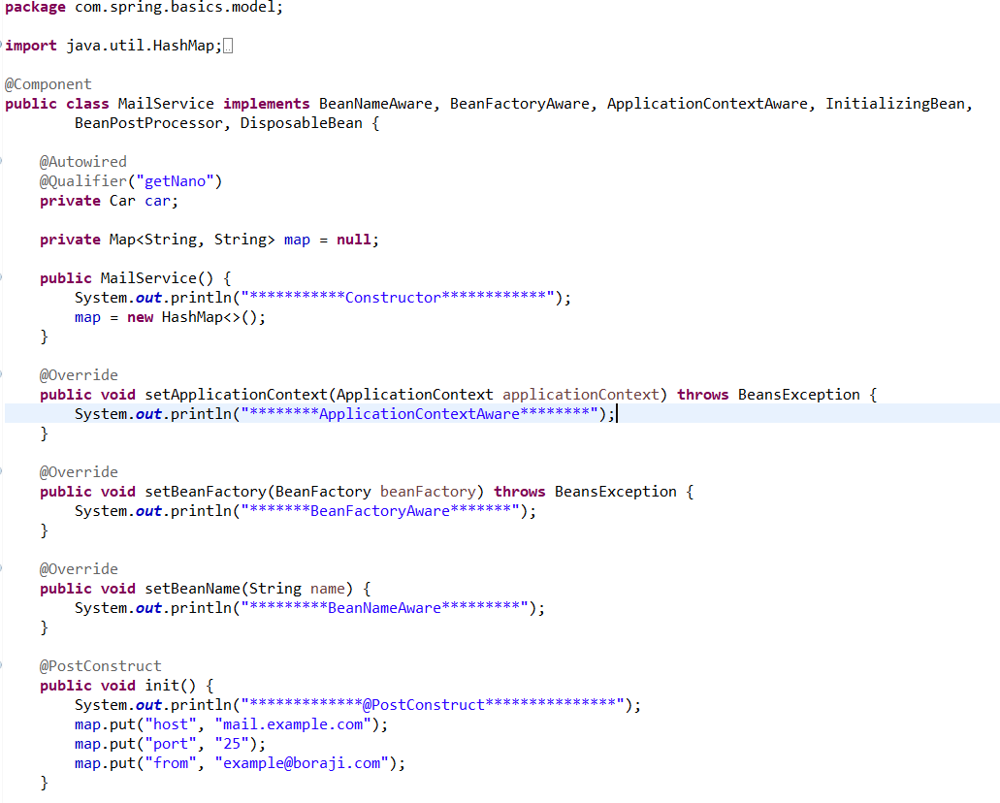 package com.spring.basics.model;
import java.util.HashMap;
@Component
public class MailService implements BeanNameAware, BeanFactoryAware, ApplicationContextAware, InitializingBean,
BeanPostProcessor, DisposableBean {
@Autowired
@Qualifier("getNano")
private Car car;
private Map<String, String> map = null;
public MailService() {
System.out.println("***********Constructor************");
map = new HashMap<>();
}
@Override
public void setApplicationContext(ApplicationContext applicationContext) throws BeansException {
System.out.println("********ApplicationContextAware********");
}
@Override
public void setBeanFactory(BeanFactory beanFactory) throws BeansException {
System.out.println("*******BeanFactoryAware*******");
}
@Override
public void setBeanName(String name) {
System.out.println("*********BeanNameAware*********");
}
@PostConstruct
public void init() {
System.out.println("*************@PostConstruct***************");
map.put("host", "mail.example.com");
map.put("port", "25");
map.put("from", "example@boraji.com");
}